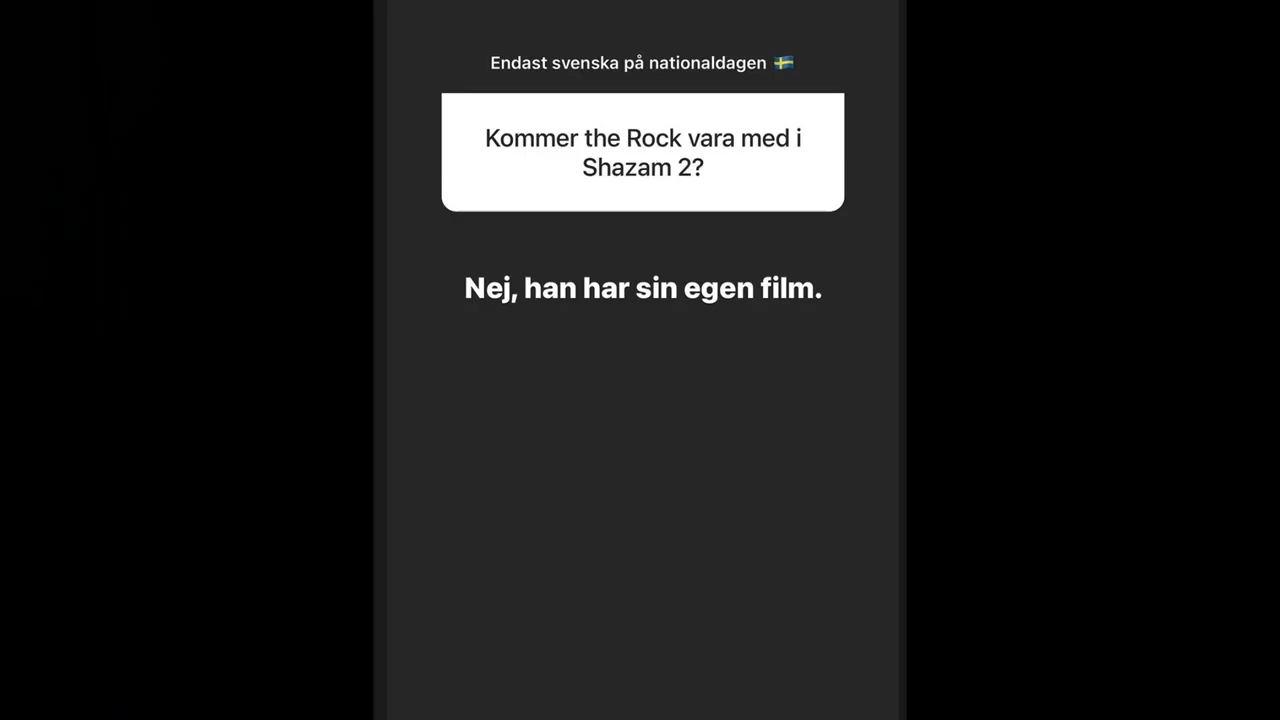 Endast svenska på nationaldagen 🇸🇪
Kommer the Rock vara med i
Shazam 2?
Nej, han har sin egen film.